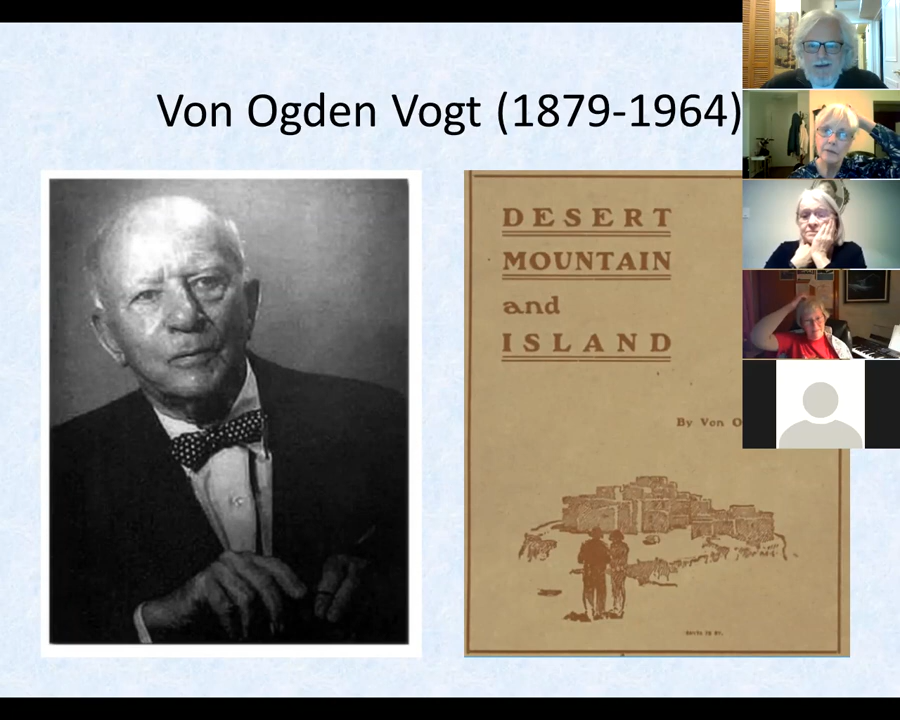 Von Ogden Vogt (1879-1964)
DESERT
MOUNTAIN
and
ISLAND
By Von O